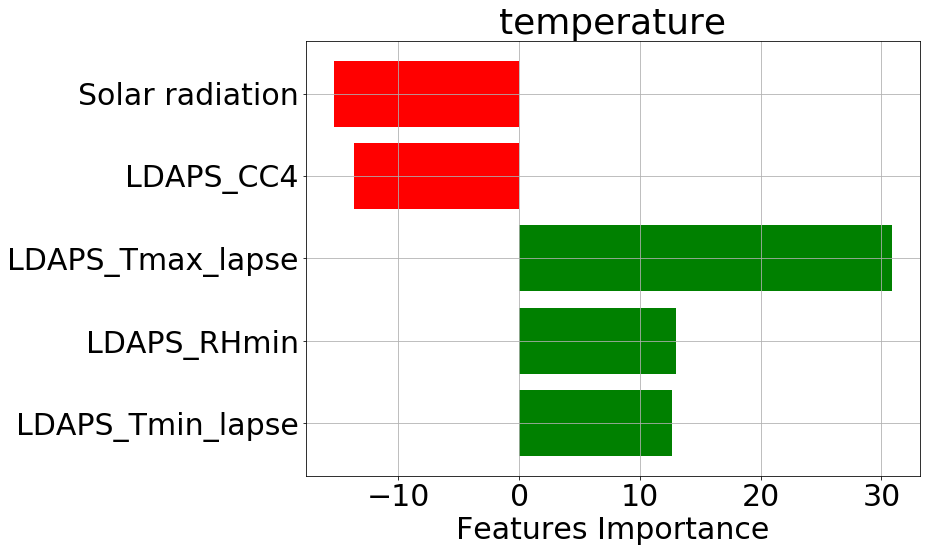 temperature
Solar radiation
LDAPS_CC4
LDAPS_Tmax_lapse
LDAPS_RHmin
LDAPS_Tmin_lapse
−10 0 10 20 30
Features Importance